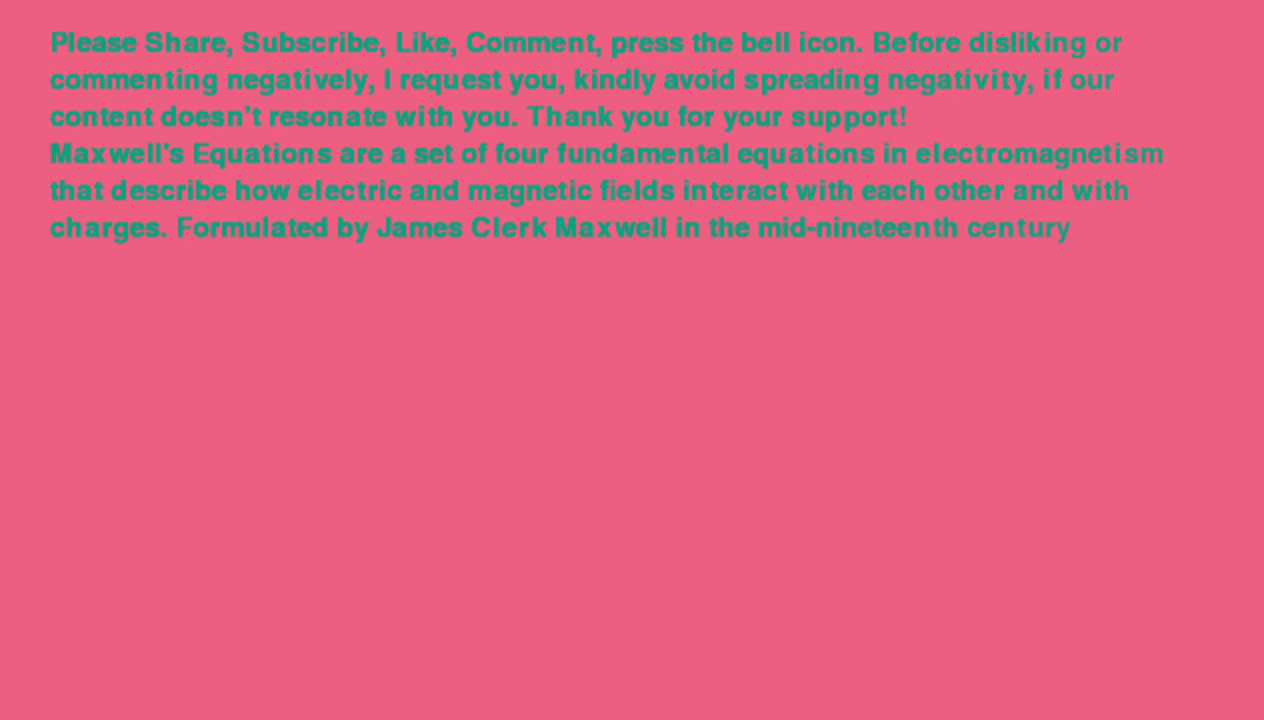 Please Share, Subscribe, Like, Comment, press the bell icon. Before disliking or
commenting negatively, I request you, kindly avoid spreading negativity, if our
content doesn't resonate with you. Thank you for your support!
Maxwell's Equations are a set of four fundamental equations in electromagnetism
that describe how electric and magnetic fields interact with each other and with
charges. Formulated by James Clerk Maxwell in the mid-nineteenth century